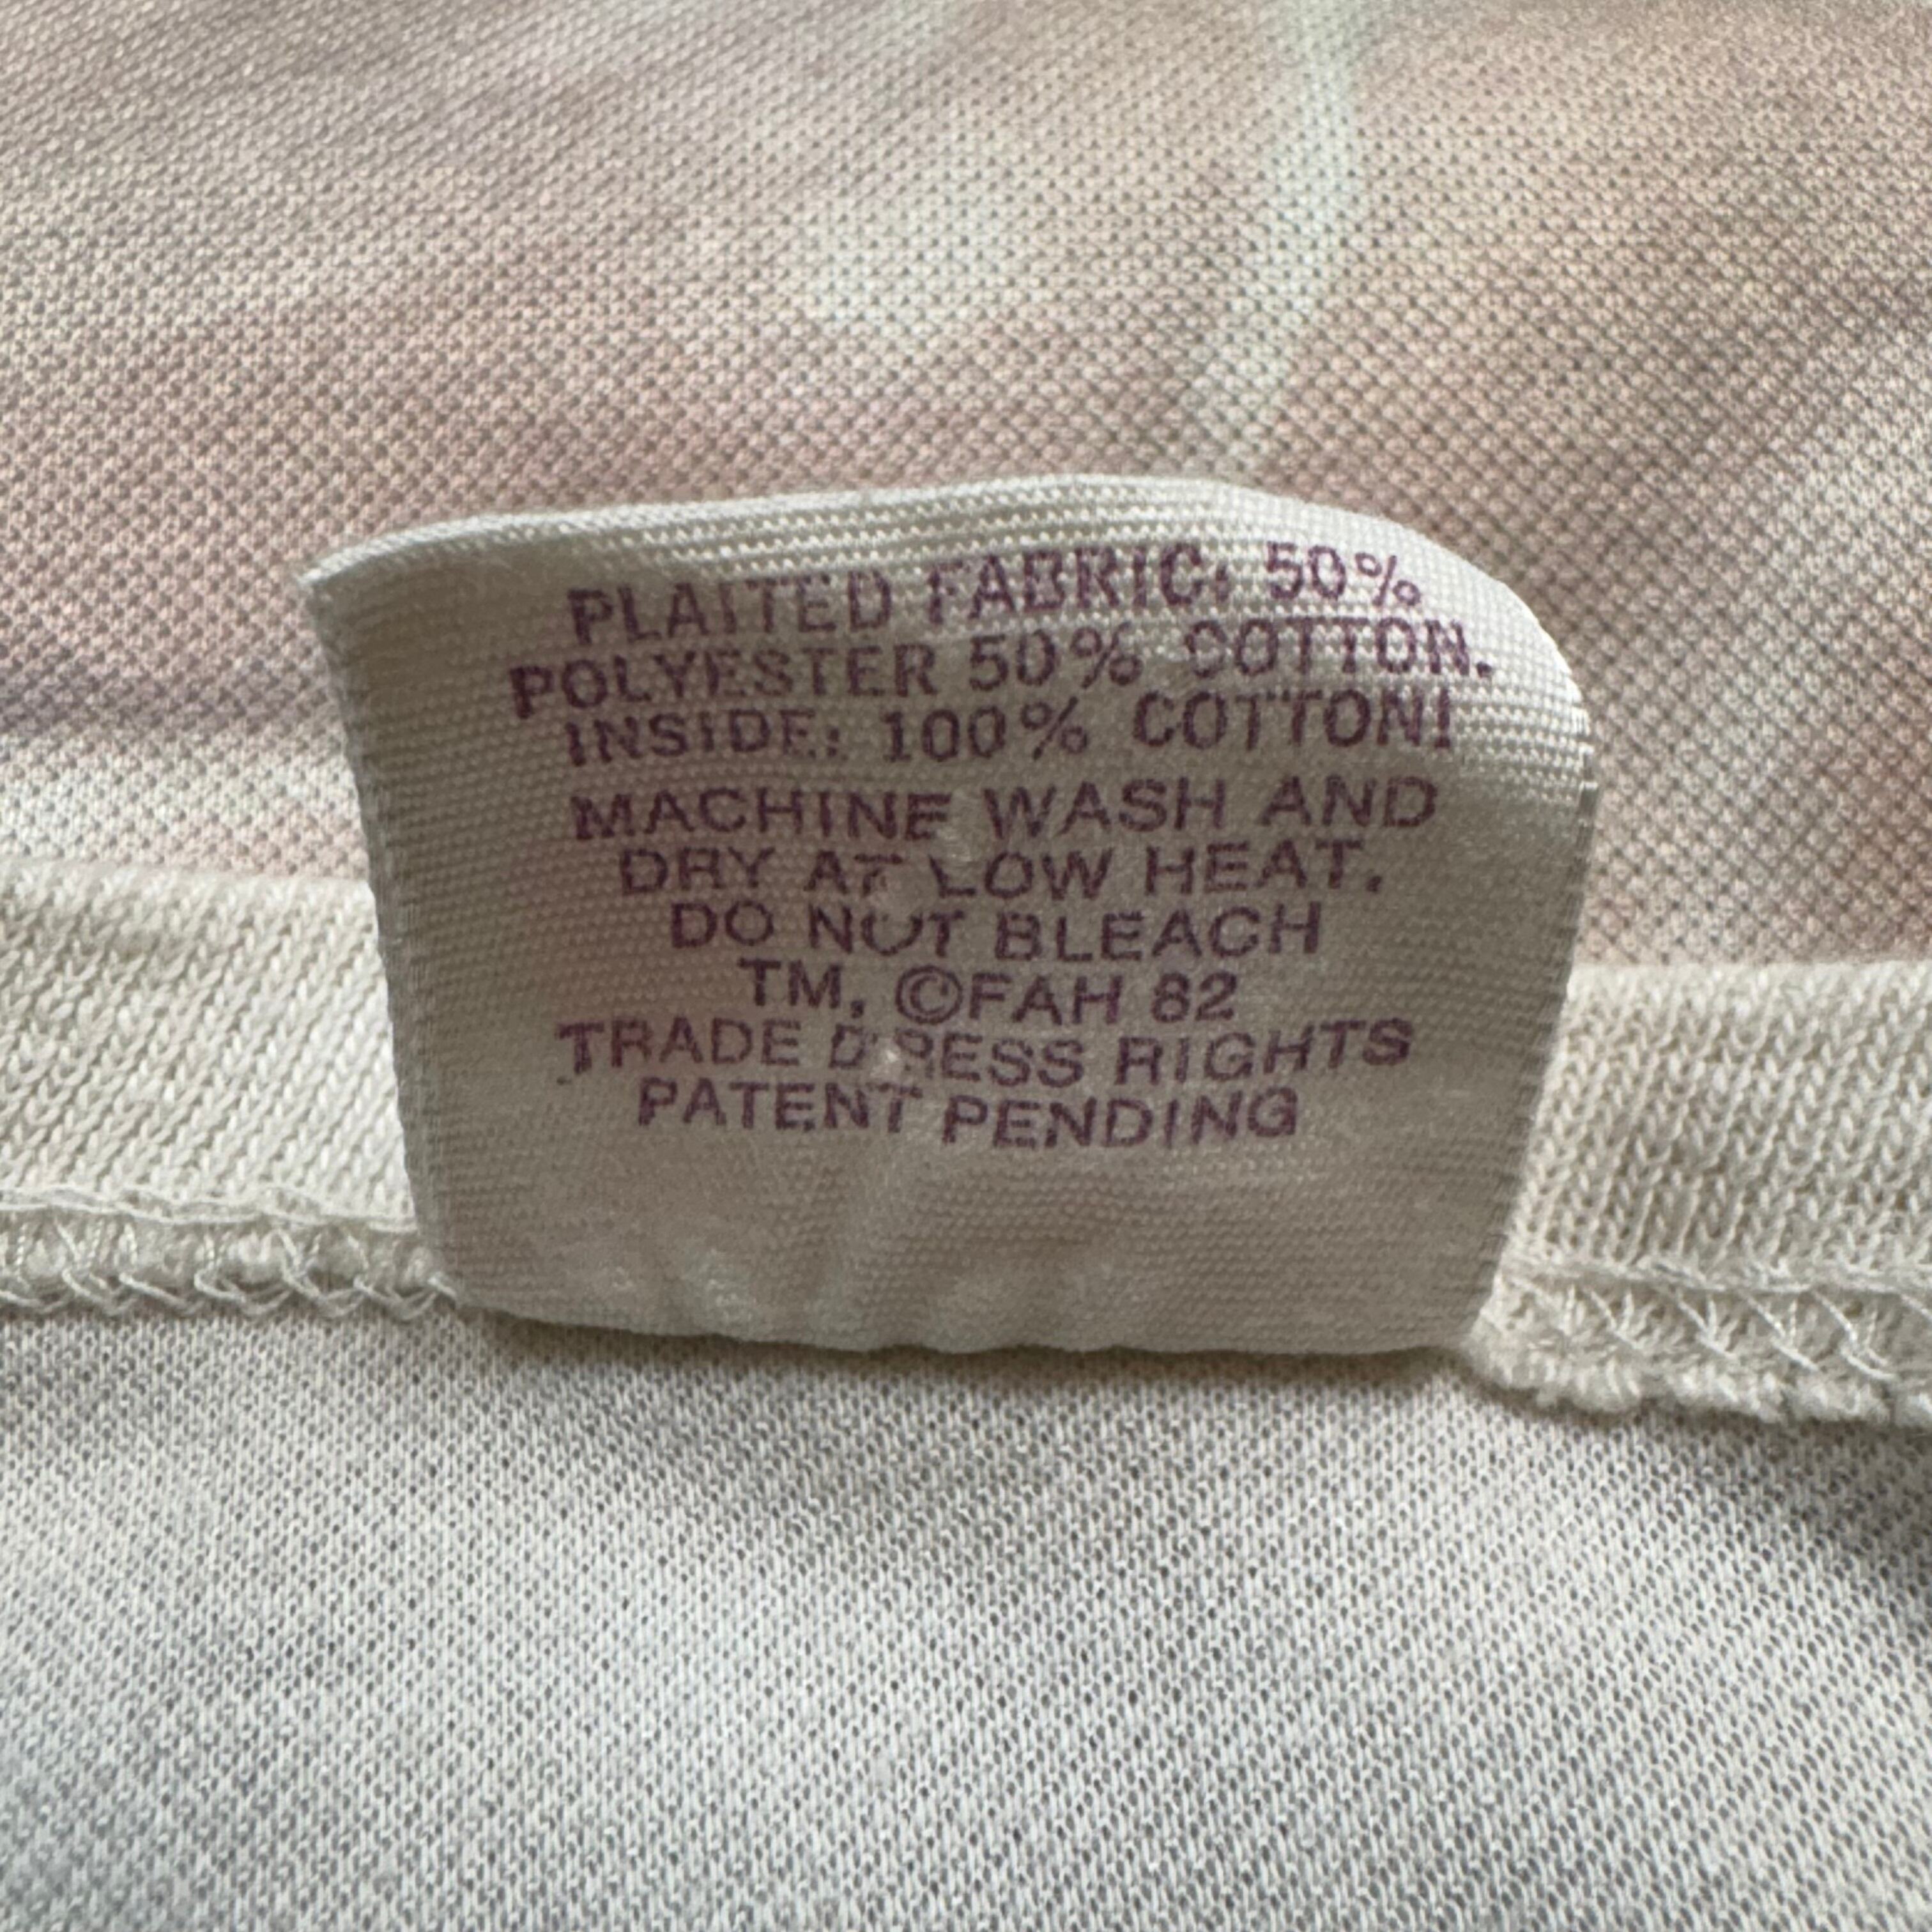 PLAITED FABRIC: 50%
POLYESTER 50% COTTON.
INSIDE: 100% COTTON!
MACHINE WASH AND
DRY AT LOW HEAT.
DO NOT BLEACH
TM, ©FAH 82
TRADE DRESS RIGHTS
PATENT PENDING